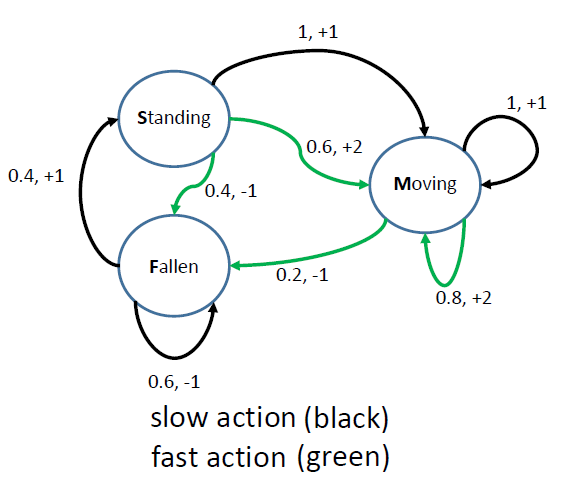 1, +1
1, +1
Standing
0.6, +2
0.4, +1
0.4, -1
Moving
Fallen
0.2, -1
0.8, +2
0.6, -1
slow action (black)
fast action (green)